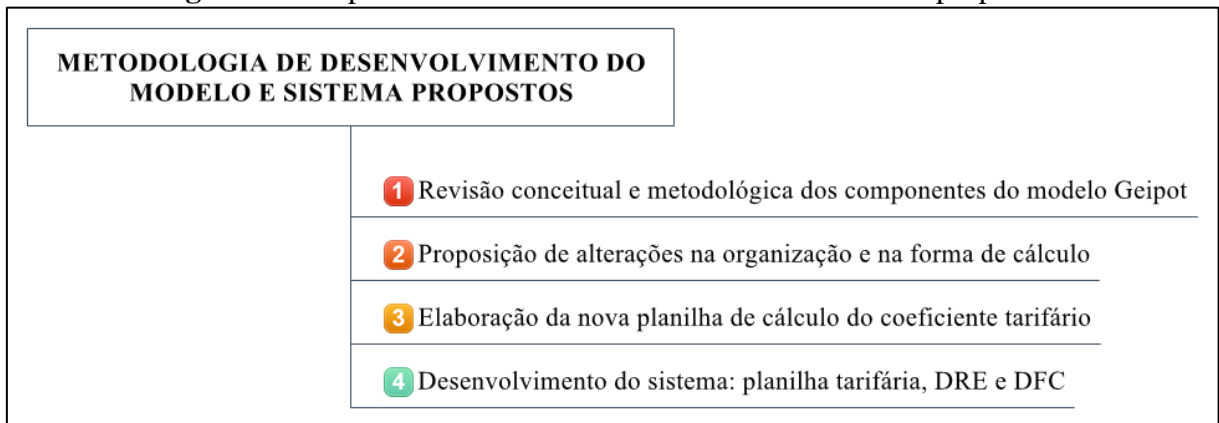 METODOLOGIA DE DESENVOLVIMENTO DO
MODELO E SISTEMA PROPOSTOS
1 Revisão conceitual e metodológica dos componentes do modelo Geipot
2 Proposição de alterações na organização e na forma de cálculo
3 Elaboração da nova planilha de cálculo do coeficiente tarifário
4 Desenvolvimento do sistema: planilha tarifária, DRE e DFC